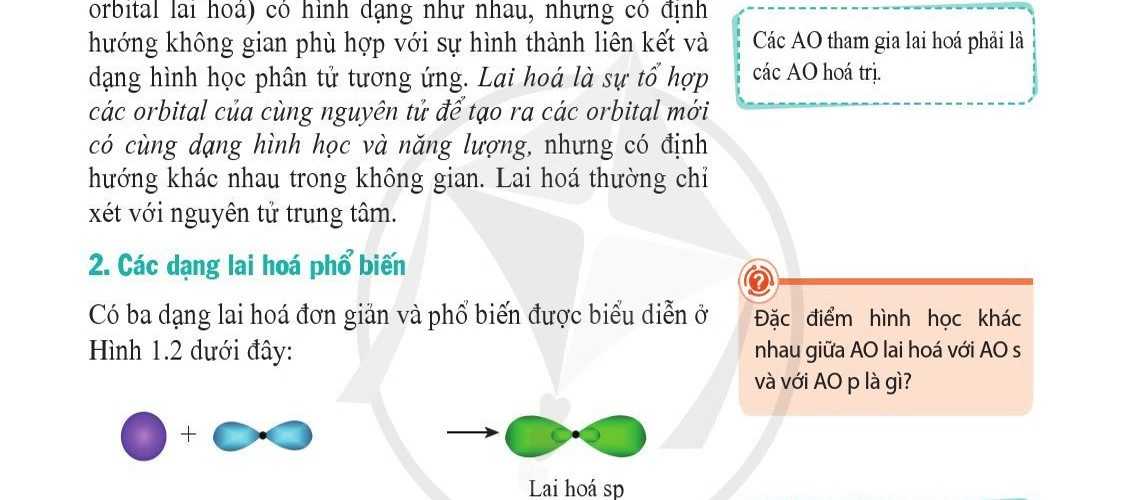 orbital lai hoá) có hình dạng như nhau, nhưng có định
hướng không gian phù hợp với sự hình thành liên kết và
dạng hình học phân tử tương ứng. Lai hoá là sự tổ hợp
các orbital của cùng nguyên tử để tạo ra các orbital mới
có cùng dạng hình học và năng lượng, nhưng có định
hướng khác nhau trong không gian. Lai hoá thường chỉ
xét với nguyên tử trung tâm.
Các AO tham gia lai hoá phải là
các AO hoá trị.
2. Các dạng lai hoá phổ biến
Có ba dạng lai hoá đơn giản và phổ biến được biểu diễn ở
Hình 1.2 dưới đây:
?
Đặc điểm hình học khác
nhau giữa AO lai hoá với AO s
và với AO p là gì?
+
Lai hoá sp